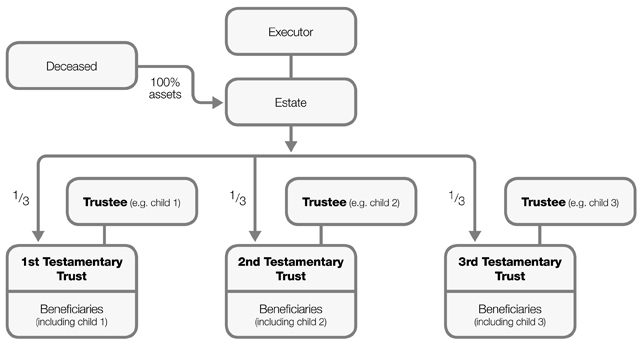 Executor
Deceased
100%
assets
Estate
1/3
Trustee (e.g. child 1)
1/3
Trustee (e.g. child 2)
1/3
Trustee (e.g. child 3)
1st Testamentary
Trust
Beneficiaries
(including child 1)
2nd Testamentary
Trust
Beneficiaries
(including child 2)
3rd Testamentary
Trust
Beneficiaries
(including child 3)